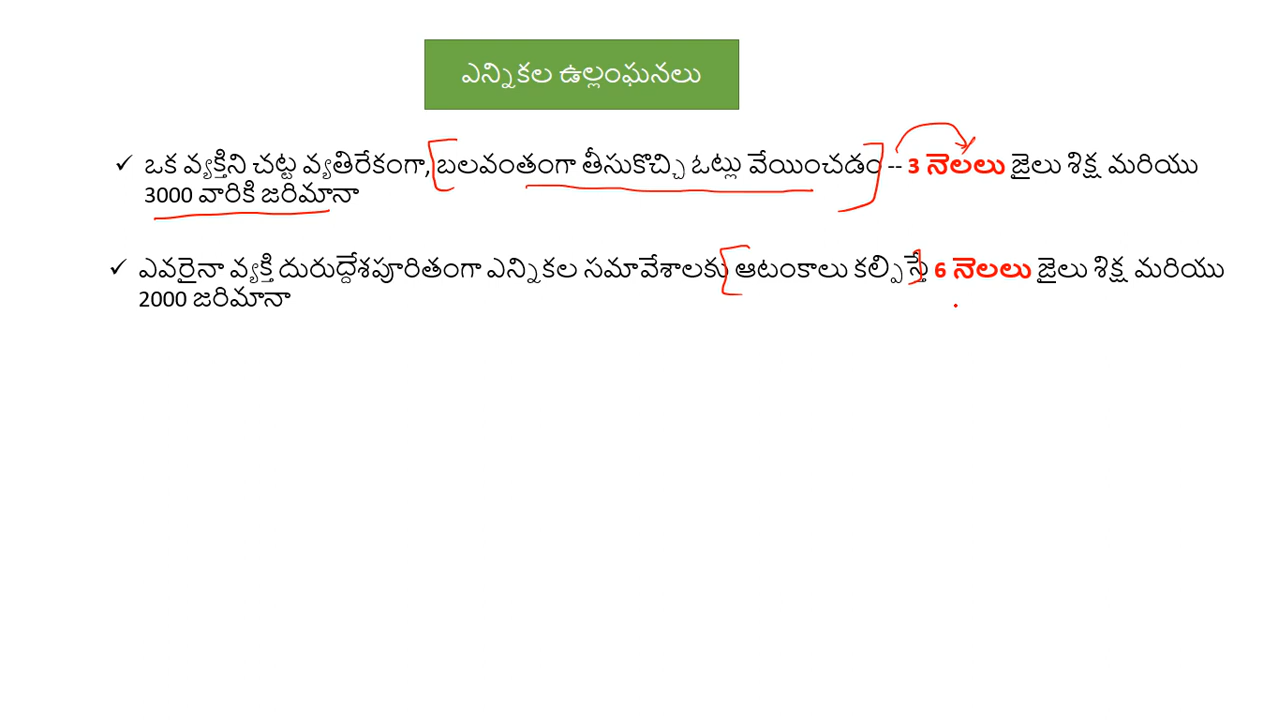 ఎన్నికల ఉల్లంఘనలు
✓ ఒక వ్యక్తిని చట్ట వ్యతిరేకంగా, బలవంతంగా తీసుకొచ్చి ఓట్లు వేయించడం -- 3 నెలలు జైలు శిక్ష మరియు
3000 వారికి జరిమానా
✓ ఎవరైనా వ్యక్తి దురుద్దేశపూరితంగా ఎన్నికల సమావేశాలకు ఆటంకాలు కల్పిస్తే 6 నెలలు జైలు శిక్ష మరియు
2000 జరిమానా